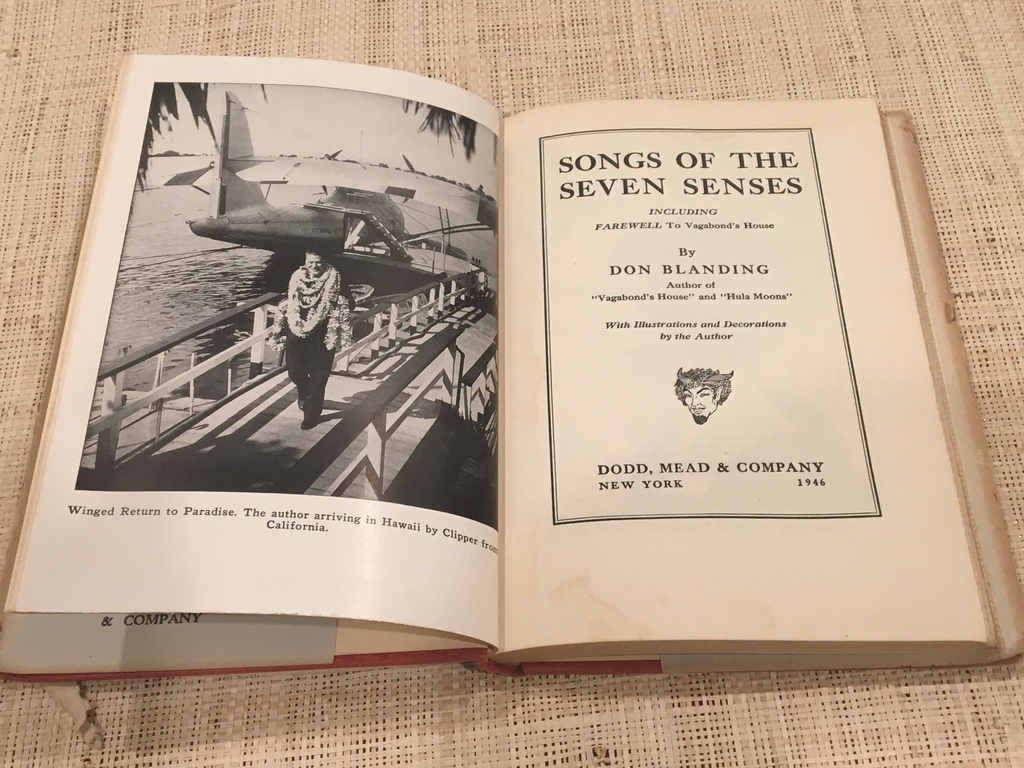 Winged Return to Paradise. The author arriving in Hawaii by Clipper from
California.
& COMPANY
SONGS OF THE
SEVEN SENSES
INCLUDING
FAREWELL To Vagabond's House
By
DON BLANDING
Author of
"Vagabond's House" and "Hula Moons"
With Illustrations and Decorations
by the Author
DODD, MEAD & COMPANY
NEW YORK 1946